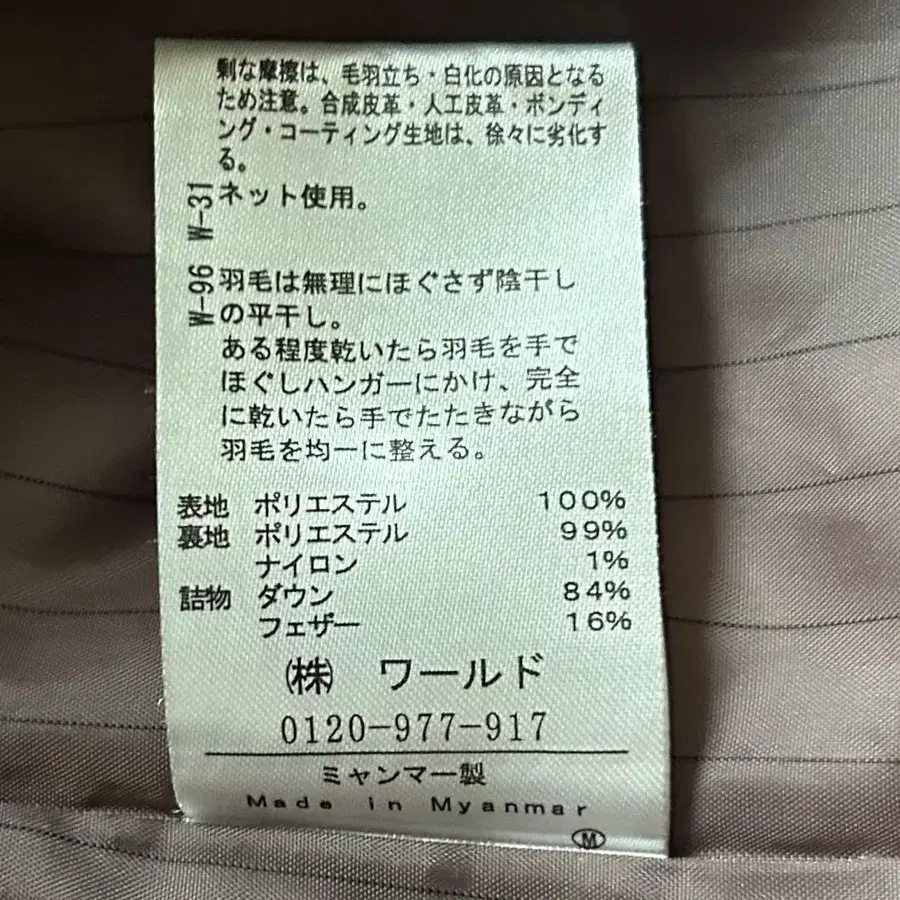 剰な摩擦は、毛羽立ち・白化の原因となる
ため注意。合成皮革・人工皮革・ボンディ
ング・コーティング生地は、徐々に劣化す
る。
W-31 ネット使用。
W-96 羽毛は無理にほぐさず陰干し
の平干し。
ある程度乾いたら羽毛を手で
ほぐしハンガーにかけ、完全
に乾いたら手でたたきながら
羽毛を均一に整える。
表地 ポリエステル 100%
裏地 ポリエステル 99%
ナイロン 1%
詰物 ダウン 84%
フェザー 16%
㈱ ワールド
0120-977-917
ミャンマー製
Made in Myanmar
Ⓜ